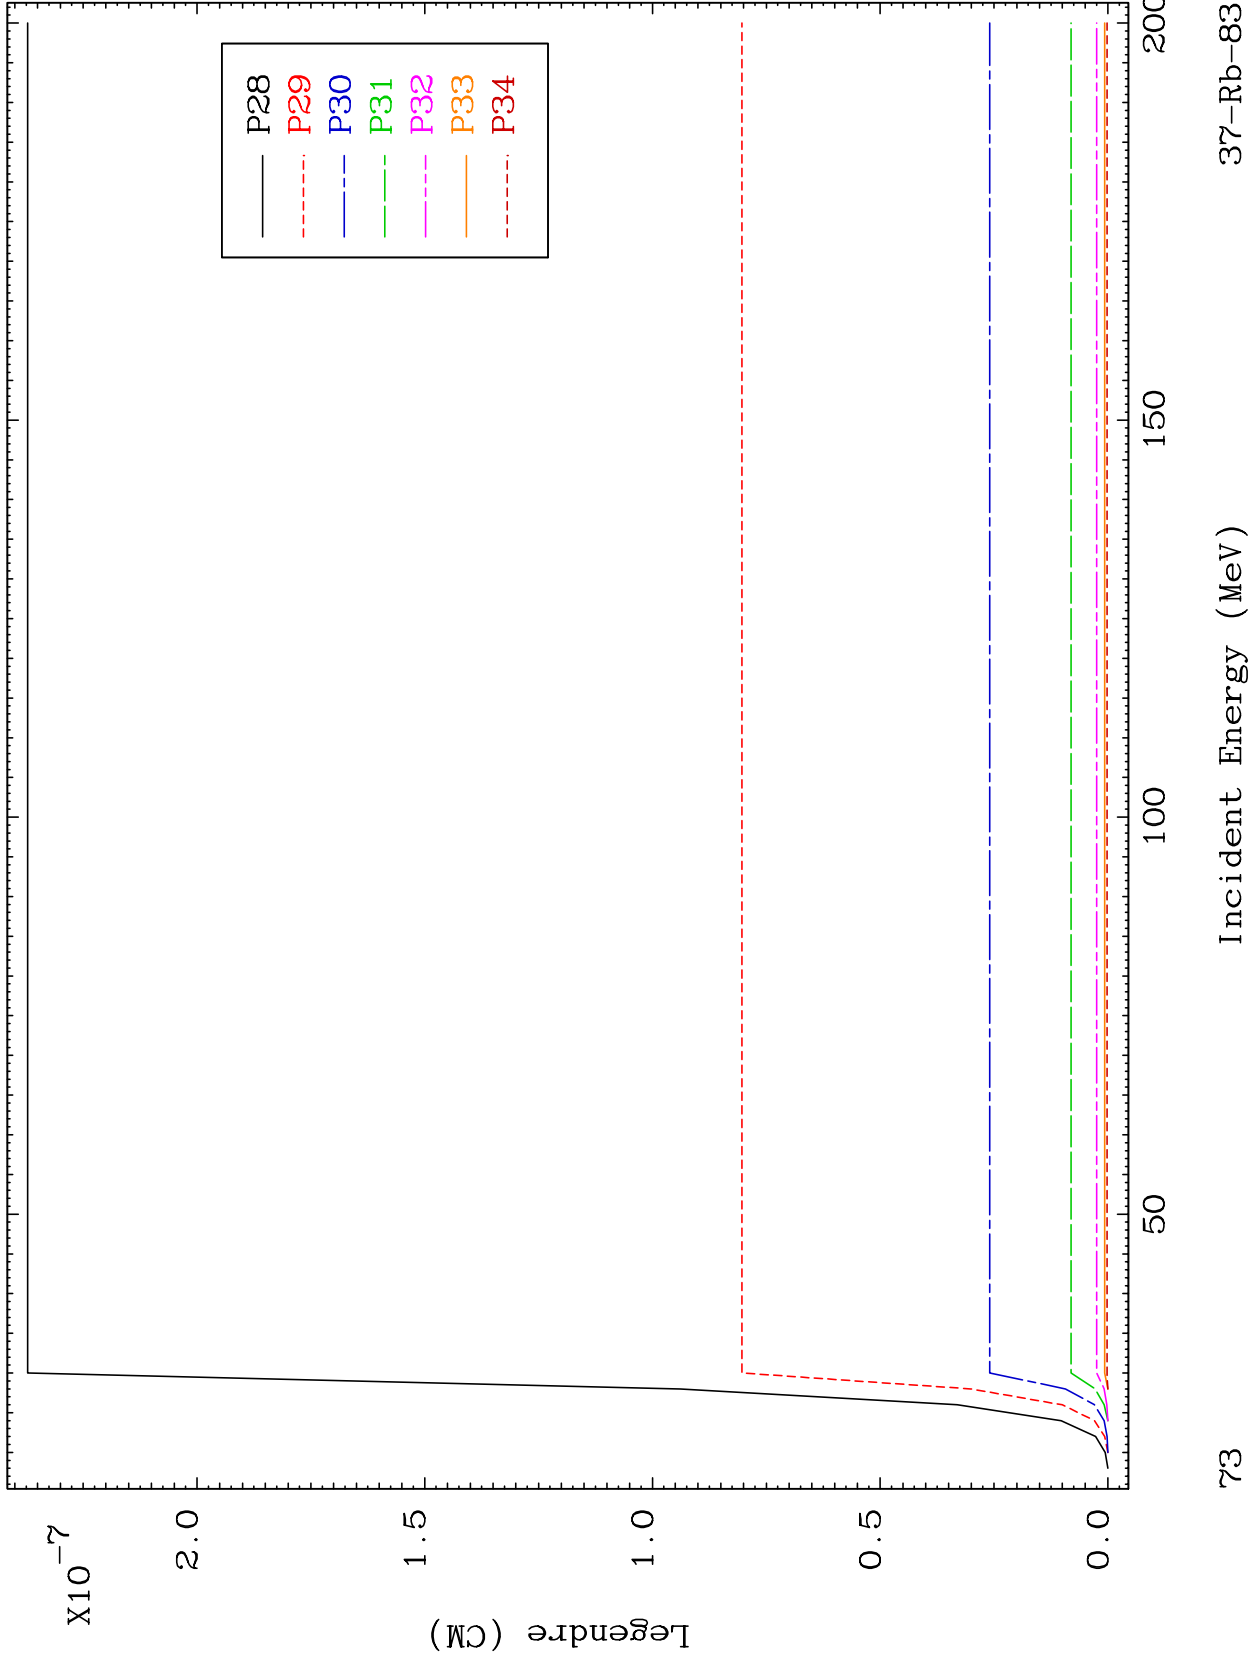 X10-7
2.0
1.5
1.0
0.5
0.0
Legendre (CM)
P28
P29
P30
P31
P32
P33
P34
50
100
150
200
Incident Energy (MeV)
73
37-Rb-83